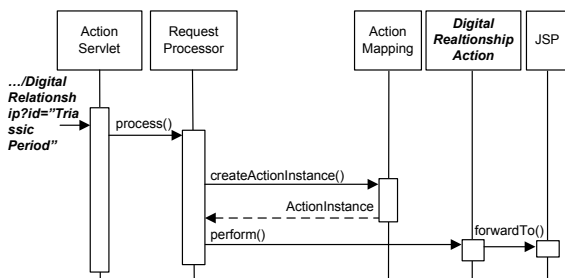 Action
Servlet
Request
Processor
Action
Mapping
Digital
Realtionship
Action
JSP
…/Digital
Relationsh
ip?id=”Tria
ssic
Period”
process()
createActionInstance()
ActionInstance
perform()
forwardTo()